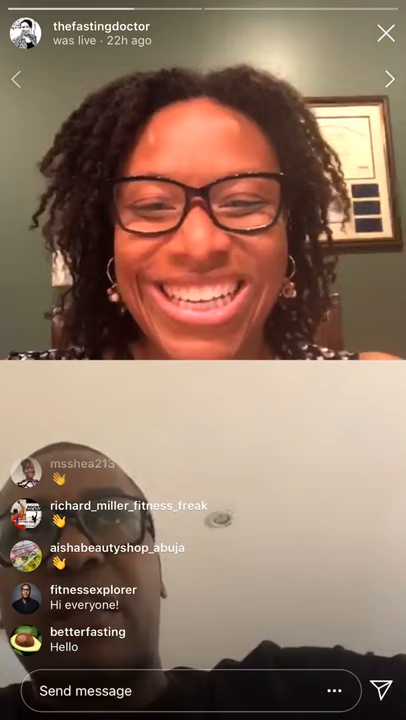 thefastingdoctor
was live · 22h ago
msshea213
👋
richard_miller_fitness_freak
👋
aishabeautyshop_abuja
👋
fitnessexplorer
Hi everyone!
betterfasting
Hello
Send message